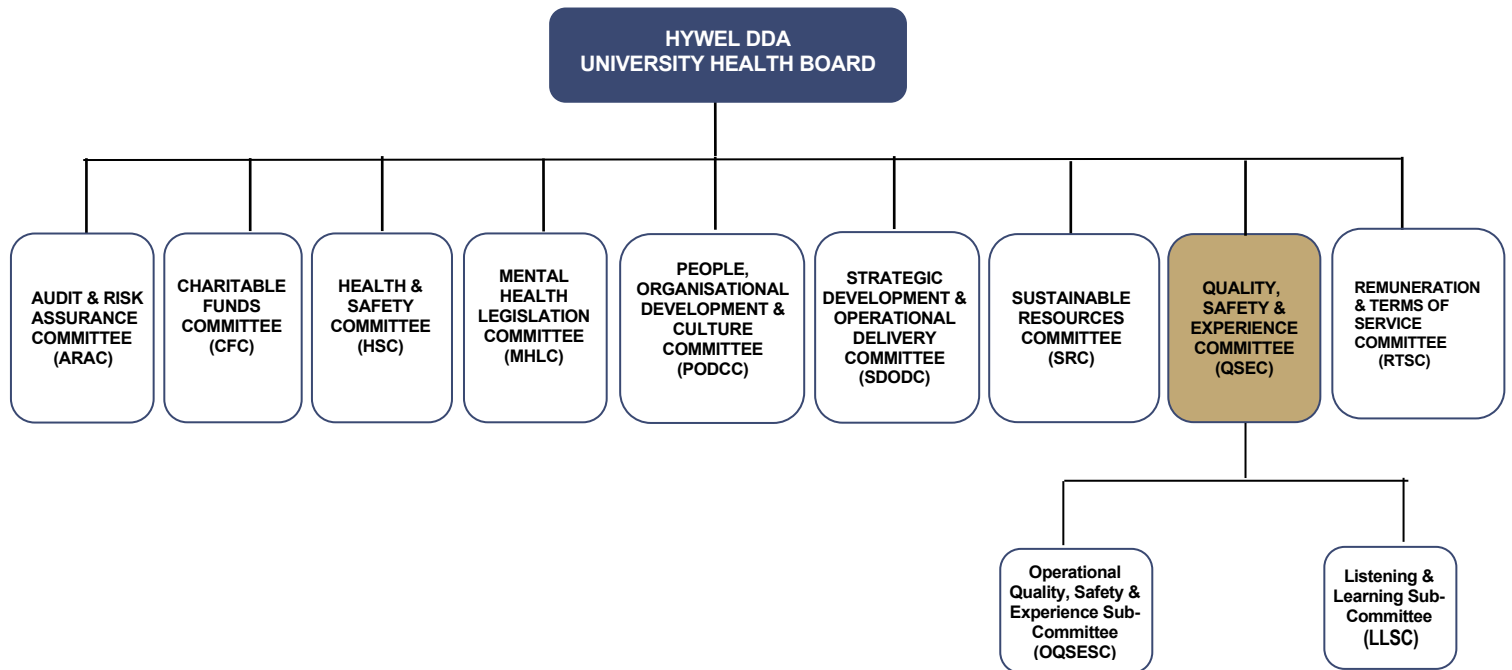 HYWEL DDA
UNIVERSITY HEALTH BOARD
AUDIT & RISK
ASSURANCE
COMMITTEE
(ARAC)
CHARITABLE
FUNDS
COMMITTEE
(CFC)
HEALTH &
SAFETY
COMMITTEE
(HSC)
MENTAL
HEALTH
LEGISLATION
COMMITTEE
(MHLC)
PEOPLE,
ORGANISATIONAL
DEVELOPMENT &
CULTURE
COMMITTEE
(PODCC)
STRATEGIC
DEVELOPMENT &
OPERATIONAL
DELIVERY
COMMITTEE
(SDODC)
SUSTAINABLE
RESOURCES
COMMITTEE
(SRC)
QUALITY,
SAFETY &
EXPERIENCE
COMMITTEE
(QSEC)
REMUNERATION
& TERMS OF
SERVICE
COMMITTEE
(RTSC)
Operational
Quality, Safety &
Experience Sub-
Committee
(OQSESC)
Listening &
Learning Sub-
Committee
(LLSC)